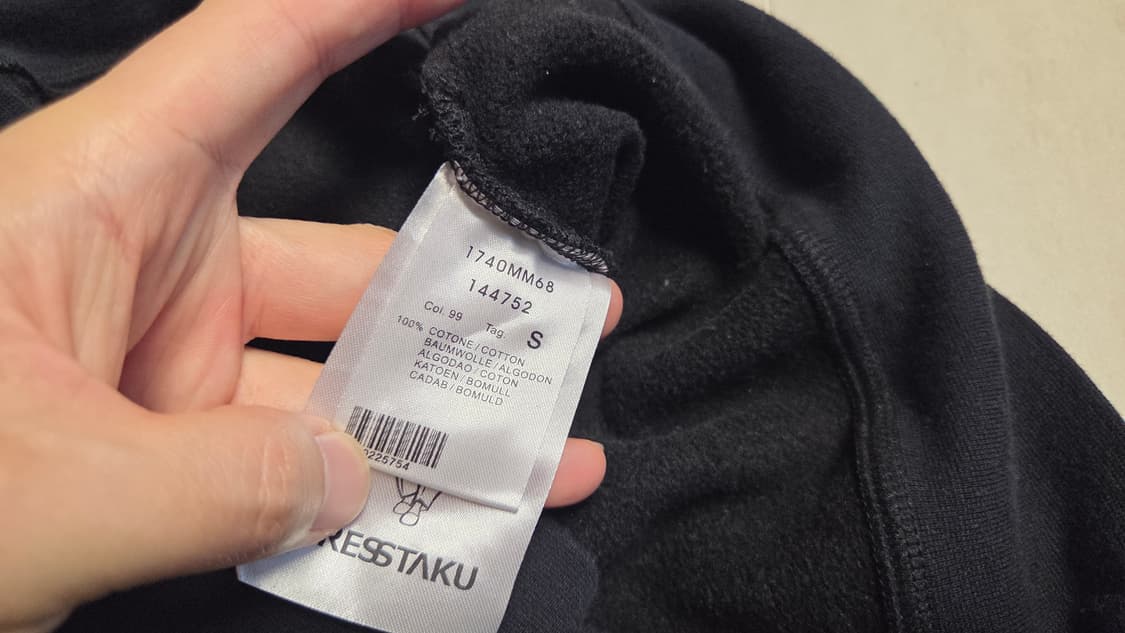 1740MM68
144752
Col. 99 Tag. S
100% COTONE/COTTON
BAUMWOLLE/ALGODON
ALGODAO/COTON
KATOEN/BOMULL
CADAB/BOMULD
0225754
RESSTAKU